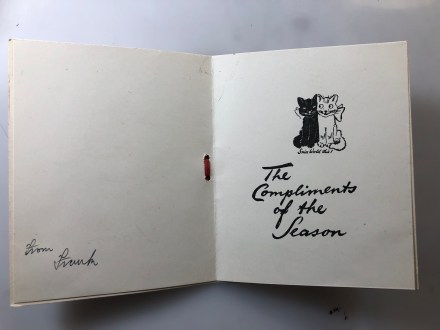 From
Frank
The
Compliments
of the
Season